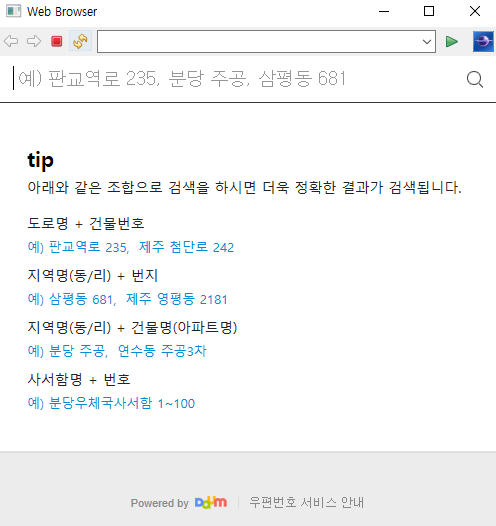 Web Browser
예) 판교역로 235, 분당 주공, 삼평동 681
tip
아래와 같은 조합으로 검색을 하시면 더욱 정확한 결과가 검색됩니다.
도로명 + 건물번호
예) 판교역로 235, 제주 첨단로 242
지역명(동/리) + 번지
예) 삼평동 681, 제주 영평동 2181
지역명(동/리) + 건물명(아파트명)
예) 분당 주공, 연수동 주공3차
사서함명 + 번호
예) 분당우체국사서함 1~100
Powered by Daum | 우편번호 서비스 안내